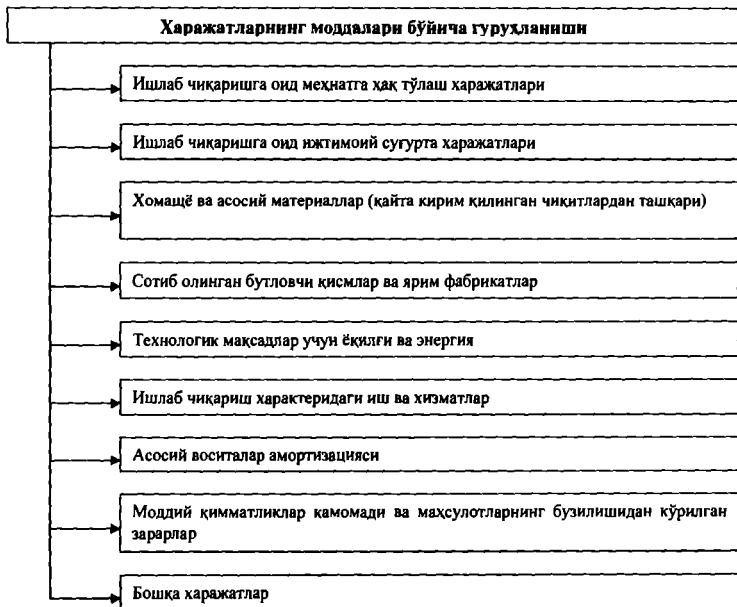 Харажатларнинг моддалари бўйича гуруҳланиши
Ишлаб чиқаришга оид меҳнатга ҳақ тўлаш харажатлари
Ишлаб чиқаришга оид ижтимоий суғурта харажатлари
Хомашё ва асосий материаллар (қайта кирим қилинган чиқитлардан ташқари)
Сотиб олинган бутловчи қисмлар ва ярим фабрикатлар
Технологик мақсадлар учун ёқилғи ва энергия
Ишлаб чиқариш характеридаги иш ва хизматлар
Асосий воситалар амортизацияси
Моддий қимматликлар камомади ва маҳсулотларнинг бузилишидан кўрилган
зарарлар
Бошқа харажатлар